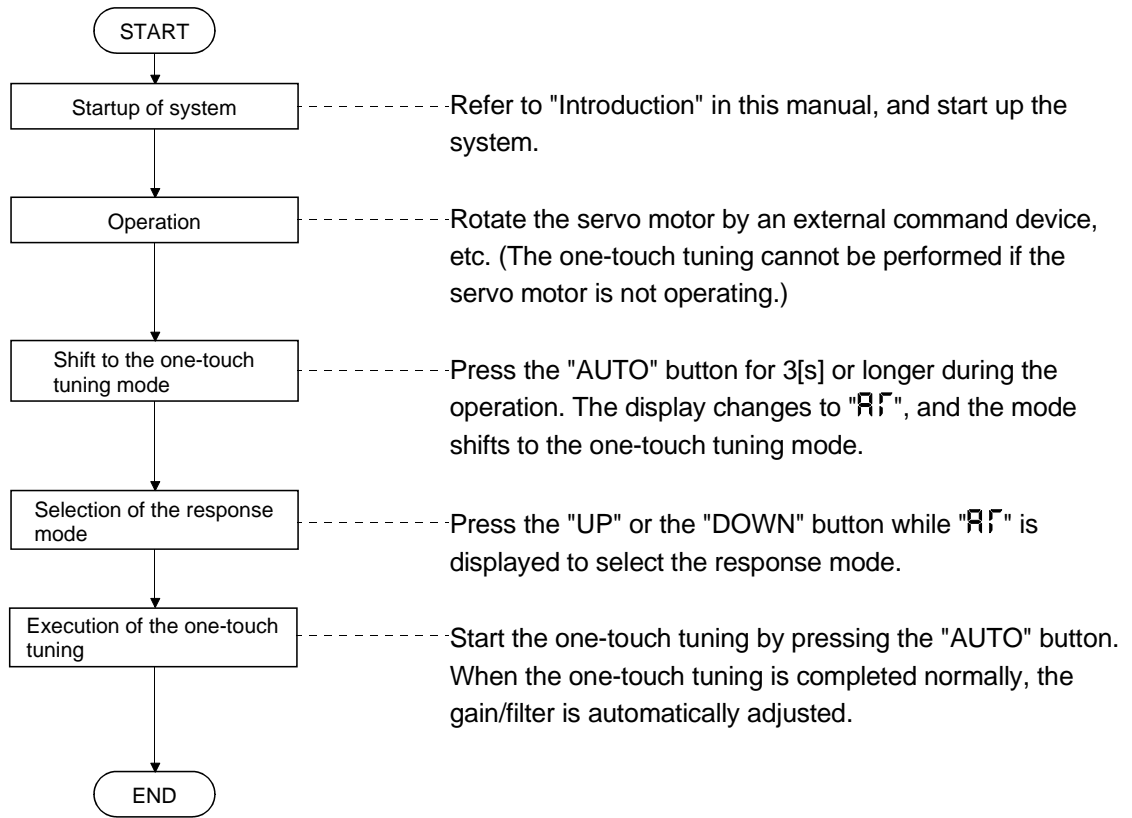 START
Startup of system
Refer to "Introduction" in this manual, and start up the
system.
Operation
Rotate the servo motor by an external command device,
etc. (The one-touch tuning cannot be performed if the
servo motor is not operating.)
Shift to the one-touch
tuning mode
Press the "AUTO" button for 3[s] or longer during the
operation. The display changes to "AΓ", and the mode
shifts to the one-touch tuning mode.
Selection of the response
mode
Press the "UP" or the "DOWN" button while "AΓ" is
displayed to select the response mode.
Execution of the one-touch
tuning
Start the one-touch tuning by pressing the "AUTO" button.
When the one-touch tuning is completed normally, the
gain/filter is automatically adjusted.
END